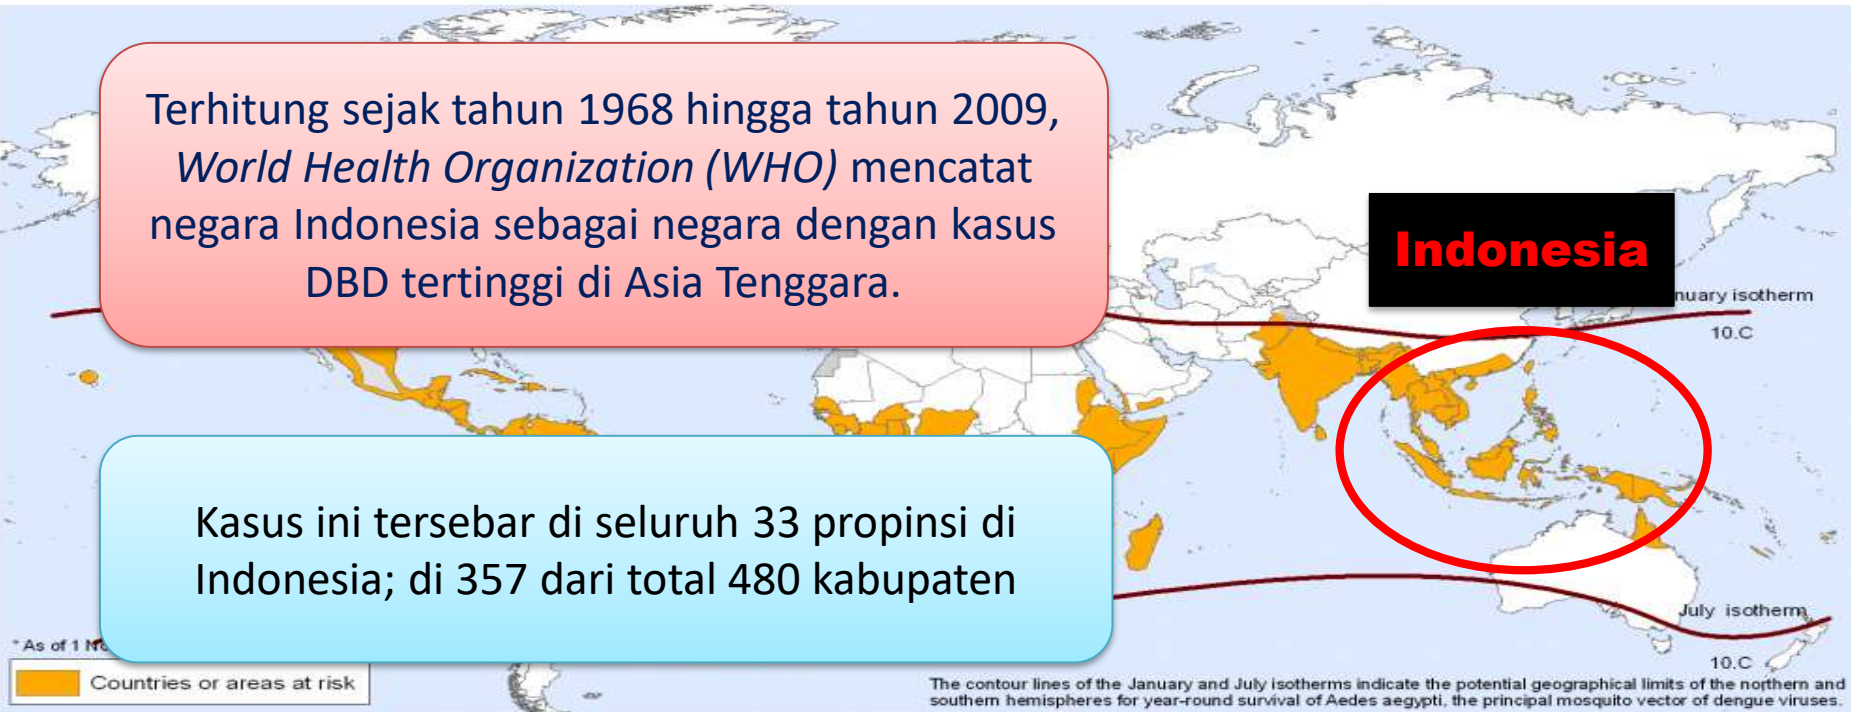 Terhitung sejak tahun 1968 hingga tahun 2009,
World Health Organization (WHO) mencatat
negara Indonesia sebagai negara dengan kasus
DBD tertinggi di Asia Tenggara.
Indonesia
isotherm
10.C
Kasus ini tersebar di seluruh 33 propinsi di
Indonesia; di 357 dari total 480 kabupaten
July isotherm
10.C
* As of 1
Countries or areas at risk
The contour lines of the January and July isotherms indicate the potential geographical limits of the northern and
southern hemispheres for year-round survival of Aedes aegypti, the principal mosquito vector of dengue viruses.